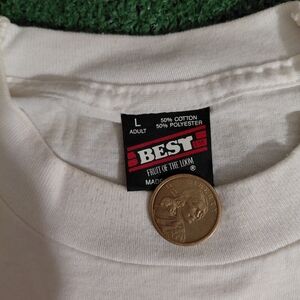 L
ADULT
50% COTTON
50% POLYESTER
BEST
FRUIT OF THE LOOM
®
MADE